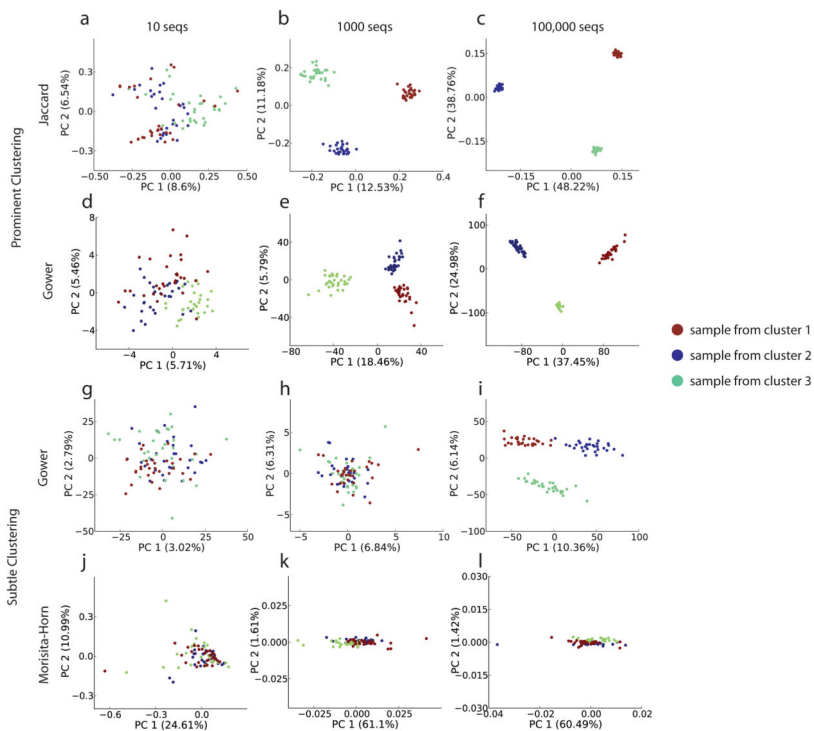 a
10 seqs
b
1000 seqs
c
100,000 seqs
Prominent Clustering
Jaccard
PC 2 (6.54%)
0.3
0.0
−0.3
−0.50
−0.25
0.00
0.25
0.50
PC 1 (8.6%)
PC 2 (11.18%)
0.2
0.0
−0.2
−0.2
0.0
0.2
0.4
PC 1 (12.53%)
PC 2 (38.76%)
0.15
0.00
−0.15
−0.15
0.00
0.15
PC 1 (48.22%)
d
e
f
Gower
PC 2 (5.46%)
8
4
0
−4
−4
0
4
PC 1 (5.71%)
PC 2 (5.79%)
40
0
−40
−80
−40
0
40
PC 1 (18.46%)
PC 2 (24.98%)
100
0
−100
−80
0
80
PC 1 (37.45%)
sample from cluster 1
sample from cluster 2
sample from cluster 3
g
h
i
Subtle Clustering
Gower
PC 2 (2.79%)
25
0
−25
−50
−25
0
25
50
PC 1 (3.02%)
PC 2 (6.31%)
5
0
−5
−5
0
5
10
PC 1 (6.84%)
PC 2 (6.14%)
50
0
−50
−100
−50
0
50
100
PC 1 (10.36%)
j
k
l
Morisita-Horn
PC 2 (10.99%)
0.3
0.0
−0.3
−0.6
0.0
PC 1 (24.61%)
PC 2 (1.61%)
0.025
0.000
−0.025
−0.025
0.000
0.025
PC 1 (61.1%)
PC 2 (1.42%)
0.030
0.015
0.000
−0.015
−0.030
−0.04
−0.02
0.00
0.02
PC 1 (60.49%)